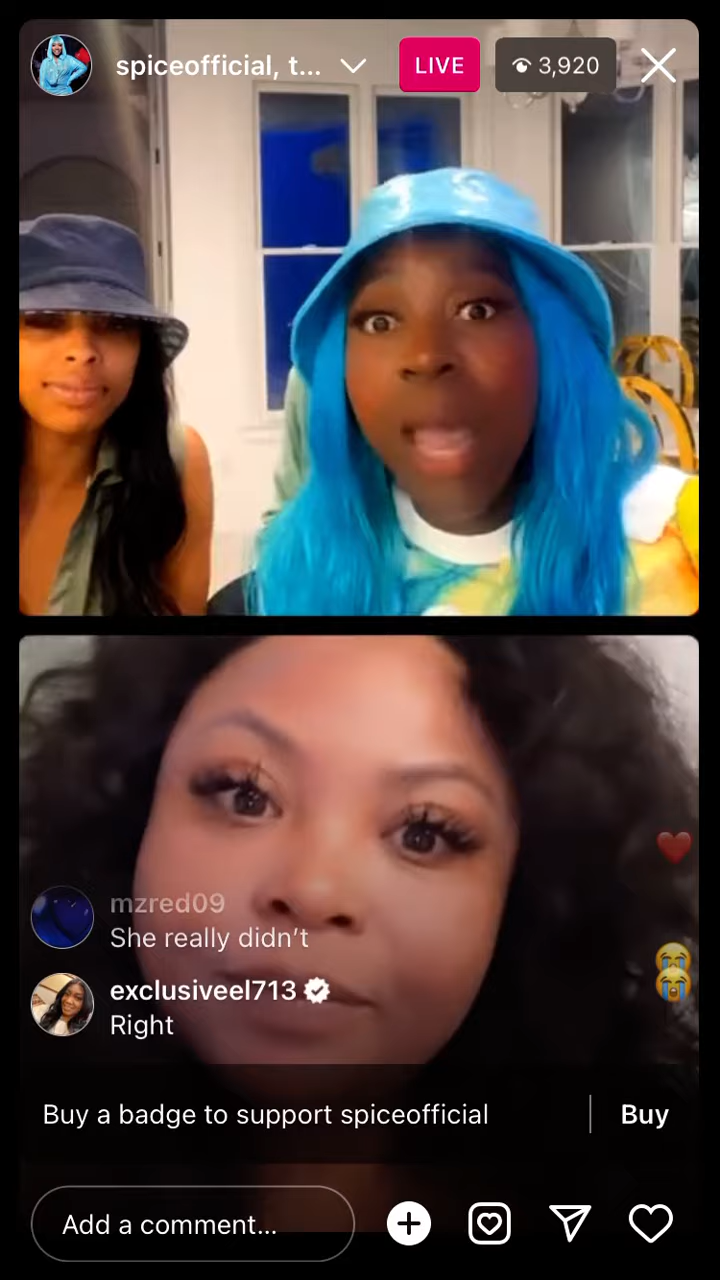 spiceofficial, t...
LIVE
3,920
mzred09
She really didn’t
exclusiveel713
Right
Buy a badge to support spiceofficial
Buy
Add a comment...